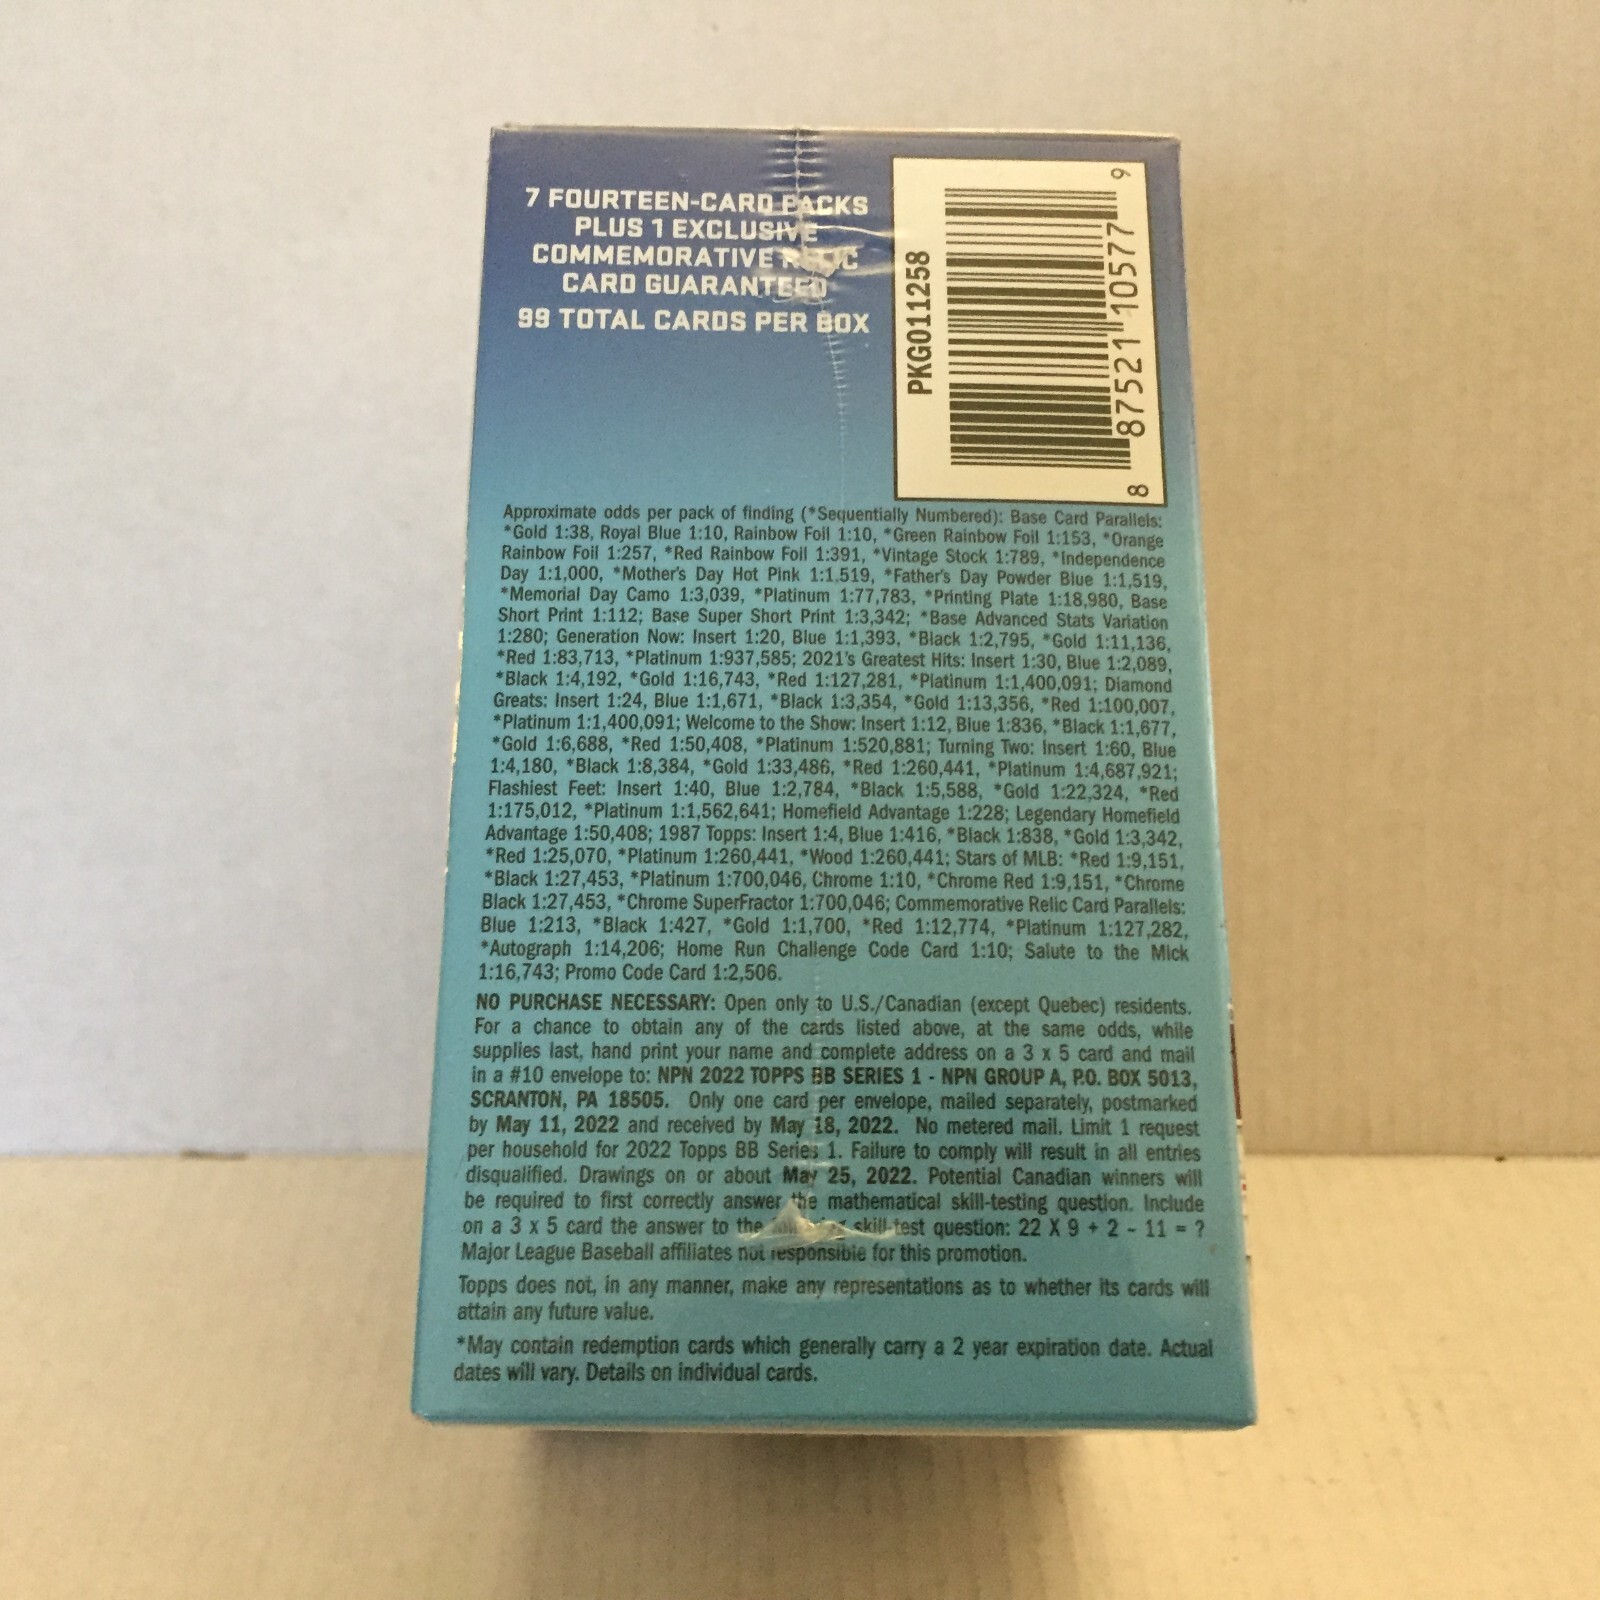 7 FOURTEEN-CARD PACKS
PLUS 1 EXCLUSIVE
COMMEMORATIVE RELIC
CARD GUARANTEED
99 TOTAL CARDS PER BOX
PKG011258
8 87521 10577 9
Approximate odds per pack of finding (*Sequentially Numbered): Base Card Parallels:
*Gold 1:38, Royal Blue 1:10, Rainbow Foil 1:10, *Green Rainbow Foil 1:153, *Orange
Rainbow Foil 1:257, *Red Rainbow Foil 1:391, *Vintage Stock 1:789, *Independence
Day 1:1,000, *Mother's Day Hot Pink 1:1,519, *Father's Day Powder Blue 1:1,519,
*Memorial Day Camo 1:3,039, *Platinum 1:77,783, *Printing Plate 1:18,980, Base
Short Print 1:112; Base Super Short Print 1:3,342; *Base Advanced Stats Variation
1:280; Generation Now: Insert 1:20, Blue 1:1,393, *Black 1:2,795, *Gold 1:11,136,
*Red 1:83,713, *Platinum 1:937,585; 2021's Greatest Hits: Insert 1:30, Blue 1:2,089,
*Black 1:4,192, *Gold 1:16,743, *Red 1:127,281, *Platinum 1:1,400,091; Diamond
Greats: Insert 1:24, Blue 1:1,671, *Black 1:3,354, *Gold 1:13,356, *Red 1:100,007,
*Platinum 1:1,400,091; Welcome to the Show: Insert 1:12, Blue 1:836, *Black 1:1,677,
*Gold 1:6,688, *Red 1:50,408, *Platinum 1:520,881; Turning Two: Insert 1:60, Blue
1:4,180, *Black 1:8,384, *Gold 1:33,486, *Red 1:260,441, *Platinum 1:4,687,921;
Flashiest Feet: Insert 1:40, Blue 1:2,784, *Black 1:5,588, *Gold 1:22,324, *Red
1:175,012, *Platinum 1:1,562,641; Homefield Advantage 1:228; Legendary Homefield
Advantage 1:50,408; 1987 Topps: Insert 1:4, Blue 1:416, *Black 1:838, *Gold 1:3,342,
*Red 1:25,070, *Platinum 1:260,441, *Wood 1:260,441; Stars of MLB: *Red 1:9,151,
*Black 1:27,453, *Platinum 1:700,046, Chrome 1:10, *Chrome Red 1:9,151, *Chrome
Black 1:27,453, *Chrome SuperFractor 1:700,046; Commemorative Relic Card Parallels:
Blue 1:213, *Black 1:427, *Gold 1:1,700, *Red 1:12,774, *Platinum 1:127,282,
*Autograph 1:14,206; Home Run Challenge Code Card 1:10; Salute to the Mick
1:16,743; Promo Code Card 1:2,506.
NO PURCHASE NECESSARY: Open only to U.S./Canadian (except Quebec) residents.
For a chance to obtain any of the cards listed above, at the same odds, while
supplies last, hand print your name and complete address on a 3 x 5 card and mail
in a #10 envelope to: NPN 2022 TOPPS BB SERIES 1 - NPN GROUP A, P.O. BOX 5013,
SCRANTON, PA 18505. Only one card per envelope, mailed separately, postmarked
by May 11, 2022 and received by May 18, 2022. No metered mail. Limit 1 request
per household for 2022 Topps BB Series 1. Failure to comply will result in all entries
disqualified. Drawings on or about May 25, 2022. Potential Canadian winners will
be required to first correctly answer the mathematical skill-testing question. Include
on a 3 x 5 card the answer to the skill-test question: 22 X 9 + 2 - 11 = ?
Major League Baseball affiliates not responsible for this promotion.
Topps does not, in any manner, make any representations as to whether its cards will
attain any future value.
*May contain redemption cards which generally carry a 2 year expiration date. Actual
dates will vary. Details on individual cards.